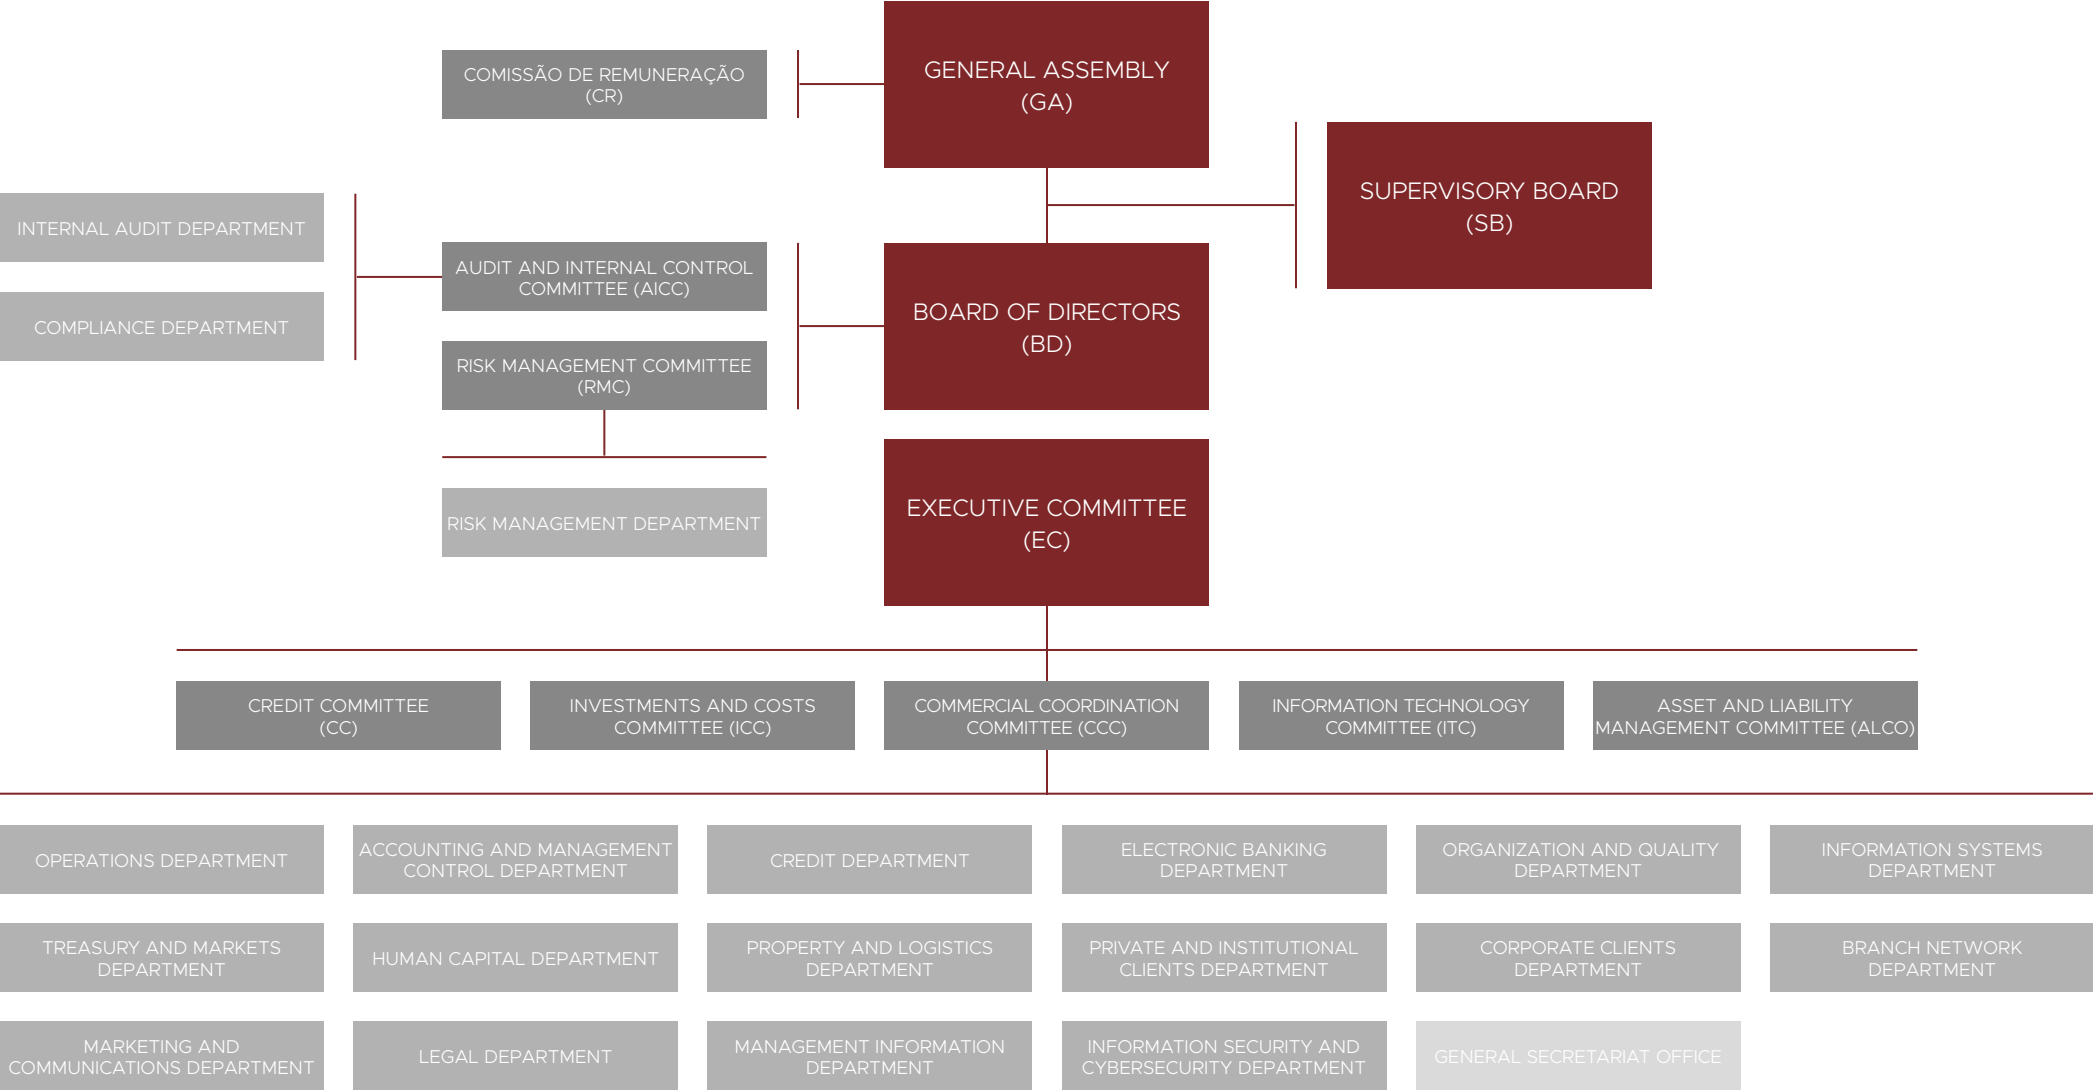 GENERAL ASSEMBLY
(GA)
COMISSÃO DE REMUNERAÇÃO
(CR)
SUPERVISORY BOARD
(SB)
INTERNAL AUDIT DEPARTMENT
COMPLIANCE DEPARTMENT
AUDIT AND INTERNAL CONTROL
COMMITTEE (AICC)
RISK MANAGEMENT COMMITTEE
(RMC)
BOARD OF DIRECTORS
(BD)
RISK MANAGEMENT DEPARTMENT
EXECUTIVE COMMITTEE
(EC)
CREDIT COMMITTEE
(CC)
INVESTMENTS AND COSTS
COMMITTEE (ICC)
COMMERCIAL COORDINATION
COMMITTEE (CCC)
INFORMATION TECHNOLOGY
COMMITTEE (ITC)
ASSET AND LIABILITY
MANAGEMENT COMMITTEE (ALCO)
OPERATIONS DEPARTMENT
ACCOUNTING AND MANAGEMENT
CONTROL DEPARTMENT
CREDIT DEPARTMENT
ELECTRONIC BANKING
DEPARTMENT
ORGANIZATION AND QUALITY
DEPARTMENT
INFORMATION SYSTEMS
DEPARTMENT
TREASURY AND MARKETS
DEPARTMENT
HUMAN CAPITAL DEPARTMENT
PROPERTY AND LOGISTICS
DEPARTMENT
PRIVATE AND INSTITUTIONAL
CLIENTS DEPARTMENT
CORPORATE CLIENTS
DEPARTMENT
BRANCH NETWORK
DEPARTMENT
MARKETING AND
COMMUNICATIONS DEPARTMENT
LEGAL DEPARTMENT
MANAGEMENT INFORMATION
DEPARTMENT
INFORMATION SECURITY AND
CYBERSECURITY DEPARTMENT
GENERAL SECRETARIAT OFFICE